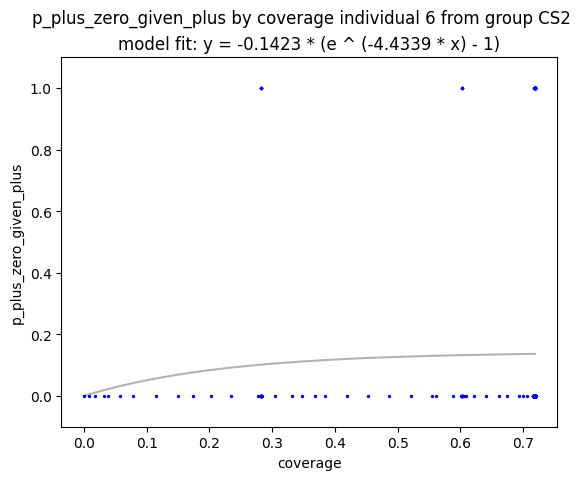 p_plus_zero_given_plus by coverage individual 6 from group CS2
model fit: y = -0.1423 * (e ^ (-4.4339 * x) - 1)
1.0
0.8
0.6
0.4
0.2
0.0
p_plus_zero_given_plus
0.0 0.1 0.2 0.3 0.4 0.5 0.6 0.7
coverage